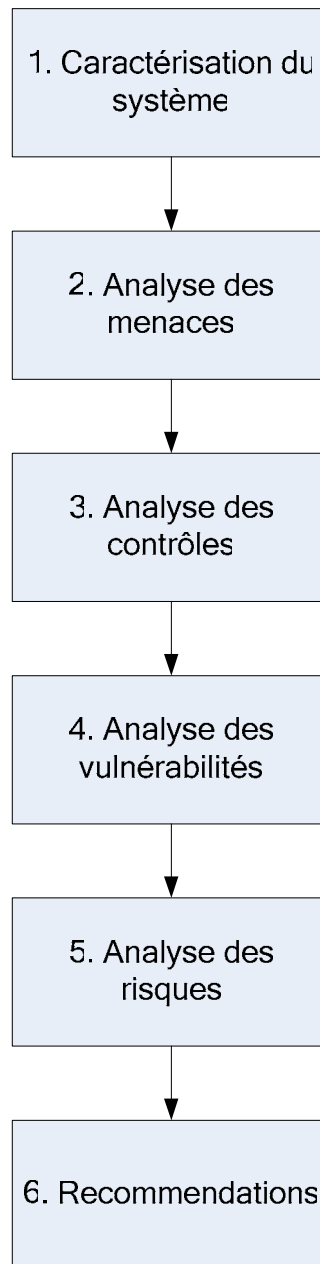 1. Caractérisation du
système
2. Analyse des
menaces
3. Analyse des
contrôles
4. Analyse des
vulnérabilités
5. Analyse des
risques
6. Recommendations